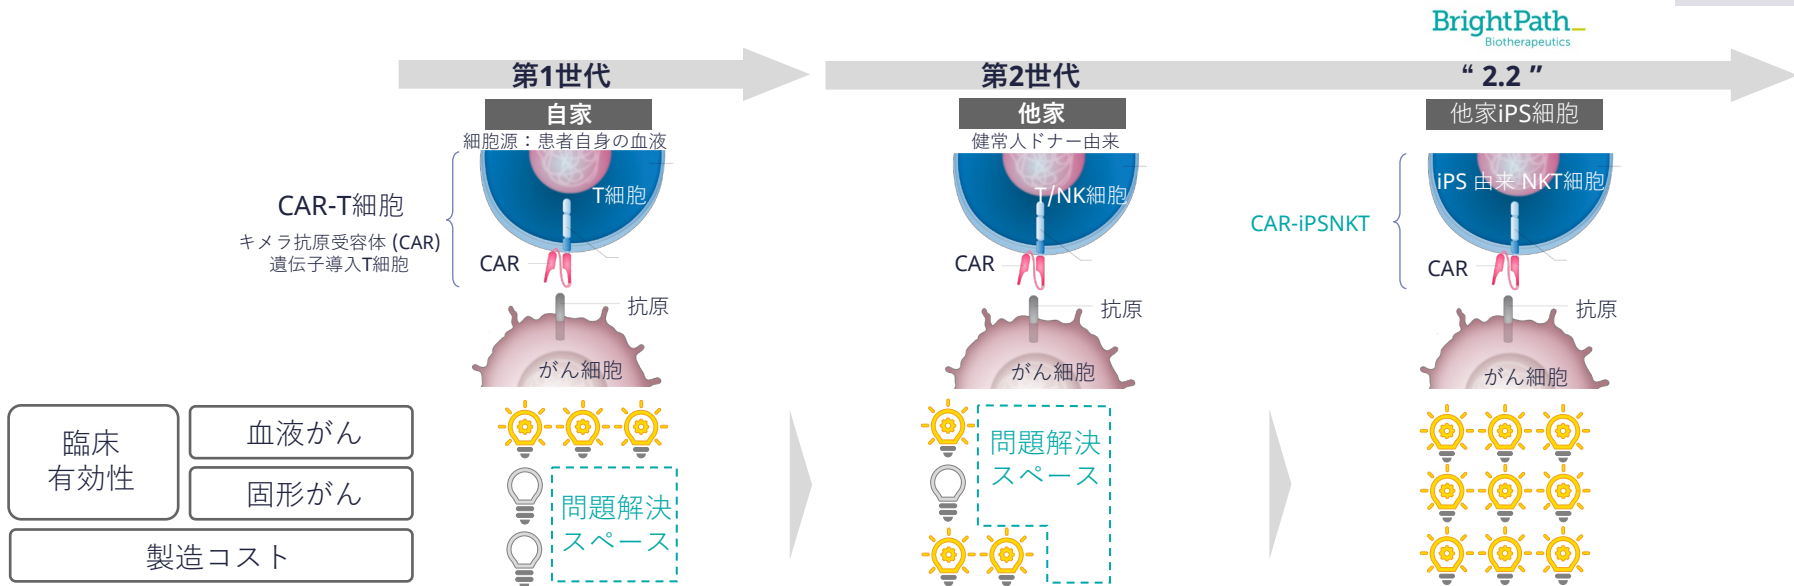 BrightPath
Biotherapeutics
第1世代
第2世代
“ 2.2 ”
自家
他家
他家iPS細胞
細胞源：患者自身の血液
健常人ドナー由来
T細胞
T/NK細胞
iPS 由来 NKT細胞
CAR-T細胞
キメラ抗原受容体 (CAR)
遺伝子導入T細胞
CAR-iPSNKT
CAR
CAR
CAR
抗原
抗原
抗原
がん細胞
がん細胞
がん細胞
臨床
有効性
血液がん
固形がん
製造コスト
問題解決
スペース
問題解決
スペース